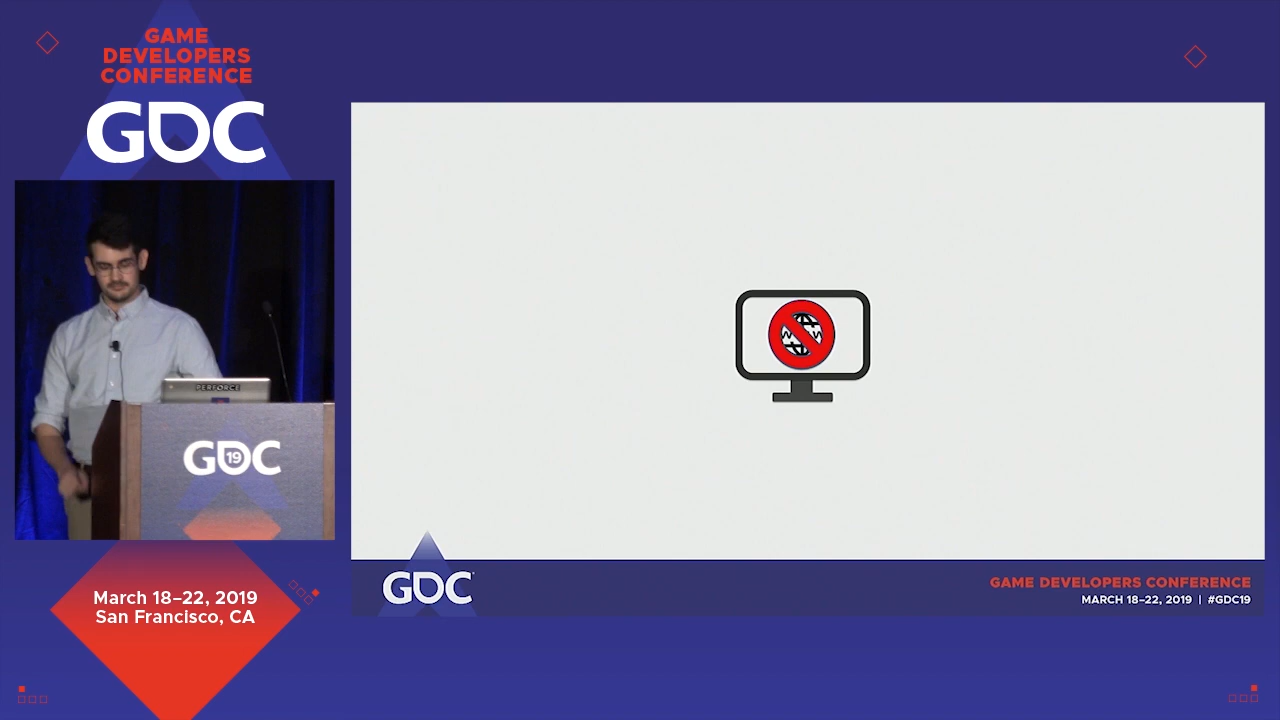 GAME
DEVELOPERS
CONFERENCE
GDC
PERFORCE
GDC
19
March 18–22, 2019
San Francisco, CA
GDC
GAME DEVELOPERS CONFERENCE
MARCH 18–22, 2019 | #GDC19